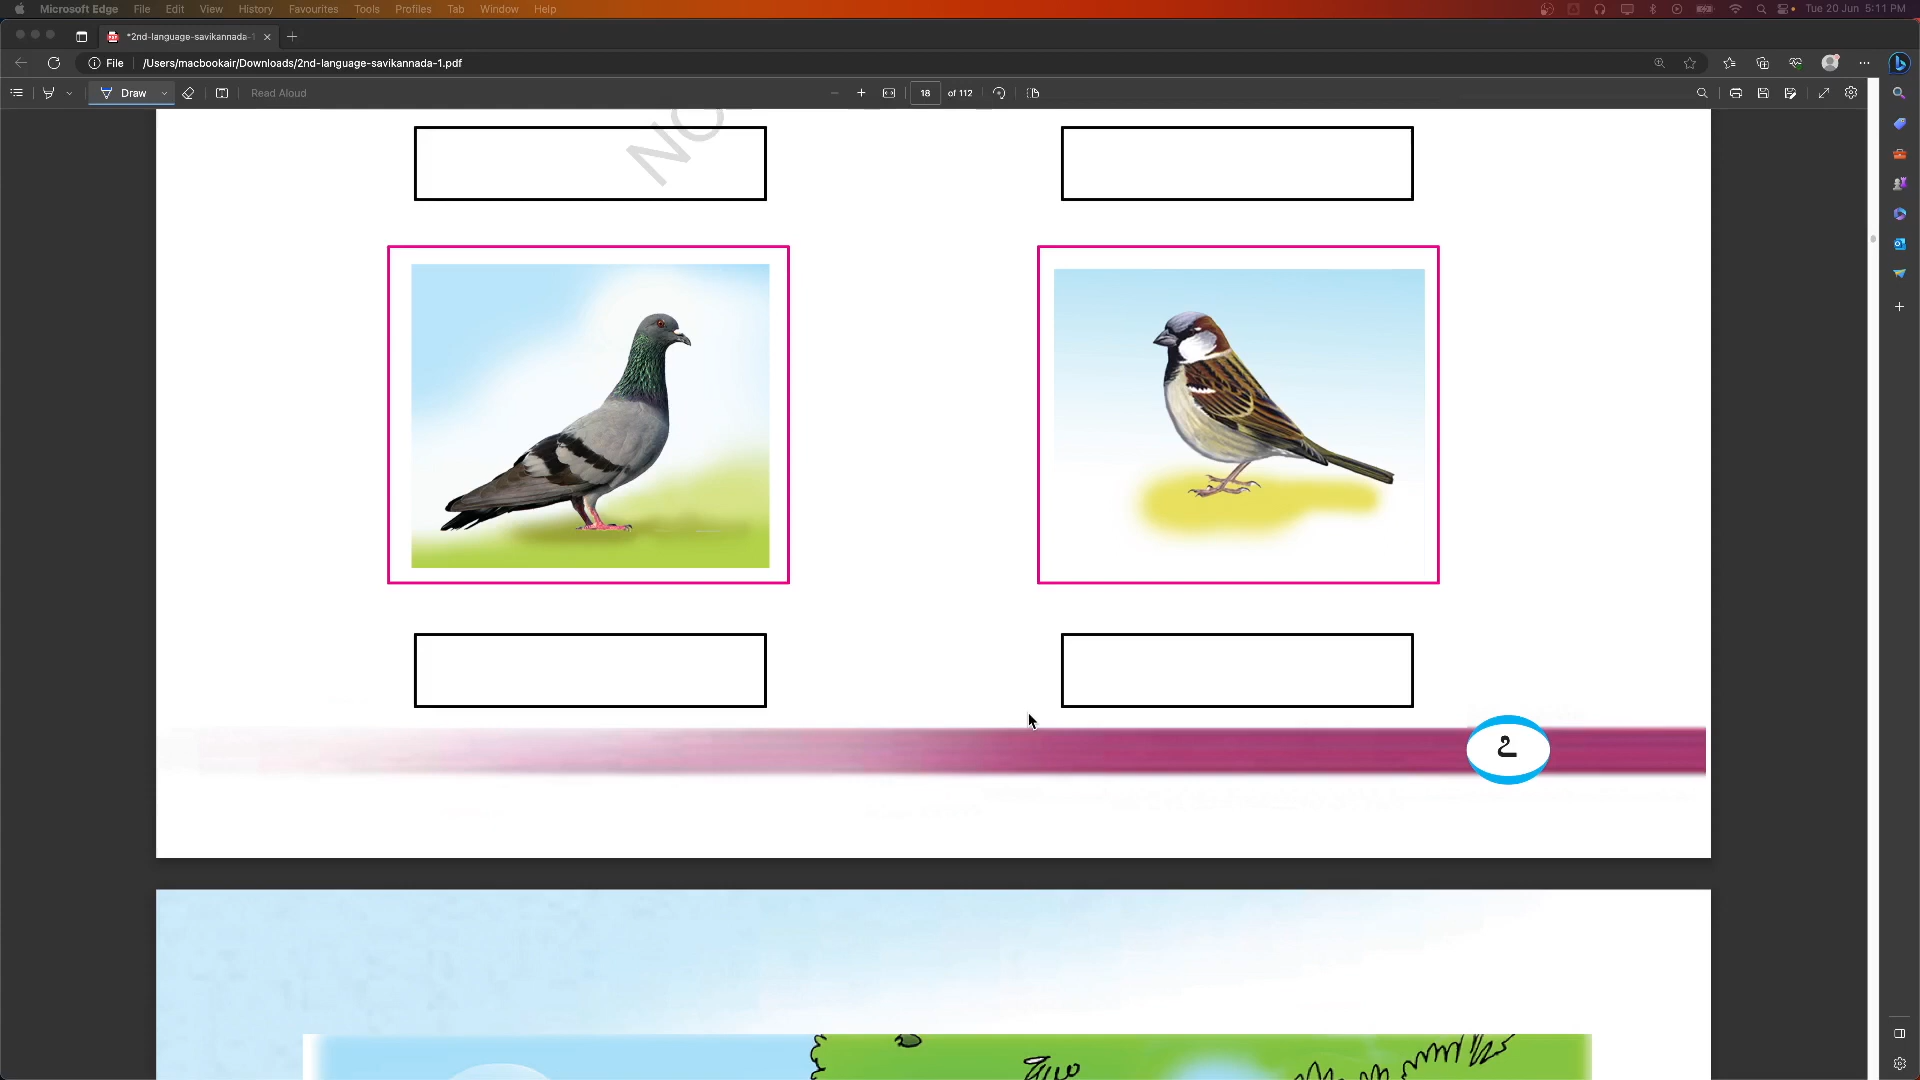 Microsoft Edge File Edit View History Favourites Tools Profiles Tab Window Help Tue 20 Jun 5:11 PM
*2nd-language-savikannada-1
File /Users/macbookair/Downloads/2nd-language-savikannada-1.pdf
Draw Read Aloud 18 of 112
NO
೭